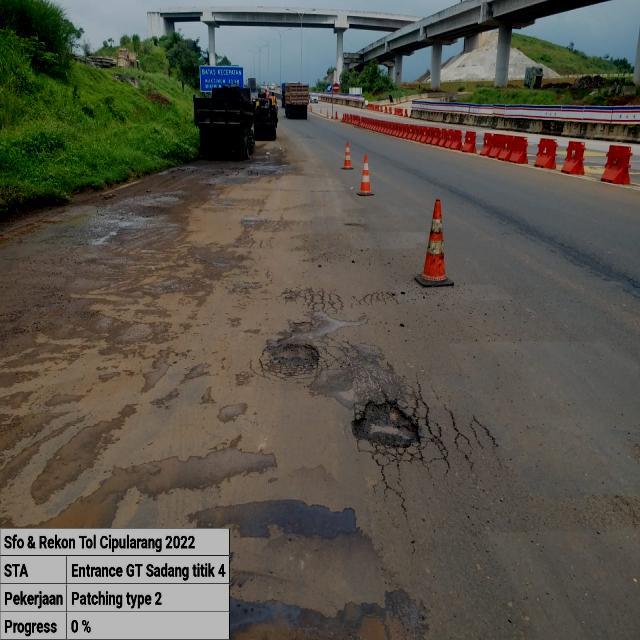 BATAS KECEPATAN
Sfo & Rekon Tol Cipularang 2022
STA Entrance GT Sadang titik 4
Pekerjaan Patching type 2
Progress 0 %